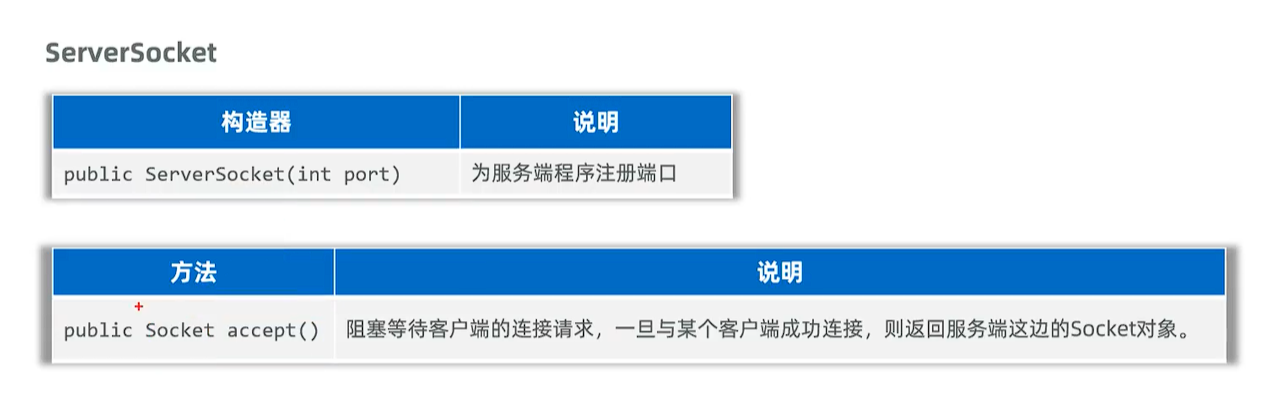 ServerSocket
构造器 说明
public ServerSocket(int port) 为服务端程序注册端口
方法 说明
public Socket accept() 阻塞等待客户端的连接请求，一旦与某个客户端成功连接，则返回服务端这边的Socket对象。